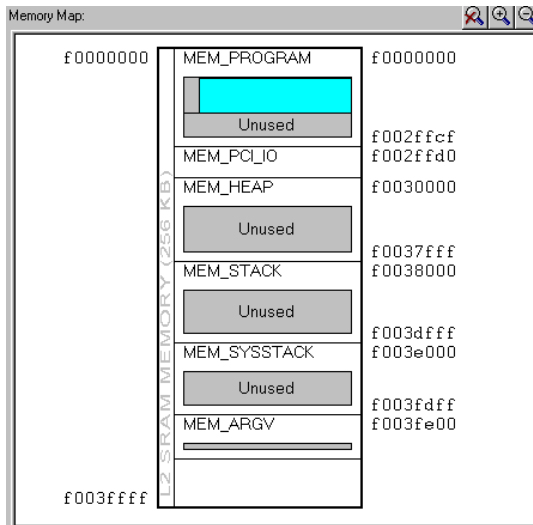 Memory Map:
f0000000
MEM_PROGRAM
f0000000
Unused
f002ffcf
MEM_PCI_IO
f002ffd0
MEM_HEAP
f0030000
Unused
f0037fff
MEM_STACK
f0038000
Unused
f003dfff
MEM_SYSSTACK
f003e000
Unused
f003fdff
MEM_ARGV
f003fe00
f003ffff
L2 SRAM MEMORY (256 KB)